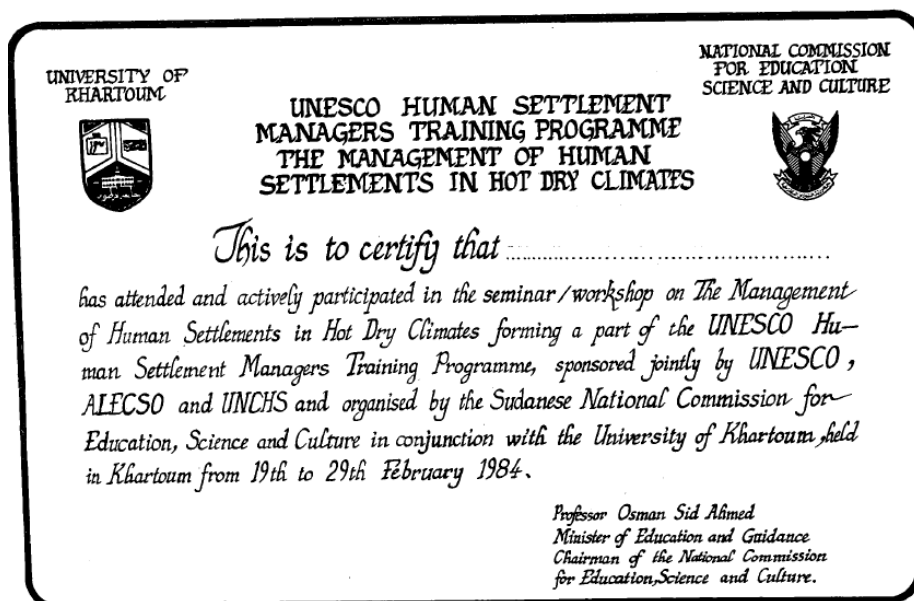 UNIVERSITY OF
KHARTOUM
NATIONAL COMMISSION
FOR EDUCATION
SCIENCE AND CULTURE
UNESCO HUMAN SETTLEMENT
MANAGERS TRAINING PROGRAMME
THE MANAGEMENT OF HUMAN
SETTLEMENTS IN HOT DRY CLIMATES
This is to certify that ................................................
has attended and actively participated in the seminar/workshop on The Management
of Human Settlements in Hot Dry Climates forming a part of the UNESCO Hu-
man Settlement Managers Training Programme, sponsored jointly by UNESCO,
ALECSO and UNCHS and organised by the Sudanese National Commission for
Education, Science and Culture in conjunction with the University of Khartoum, held
in Khartoum from 19th to 29th February 1984.
Professor Osman Sid Ahmed
Minister of Education and Guidance
Chairman of the National Commission
for Education, Science and Culture.